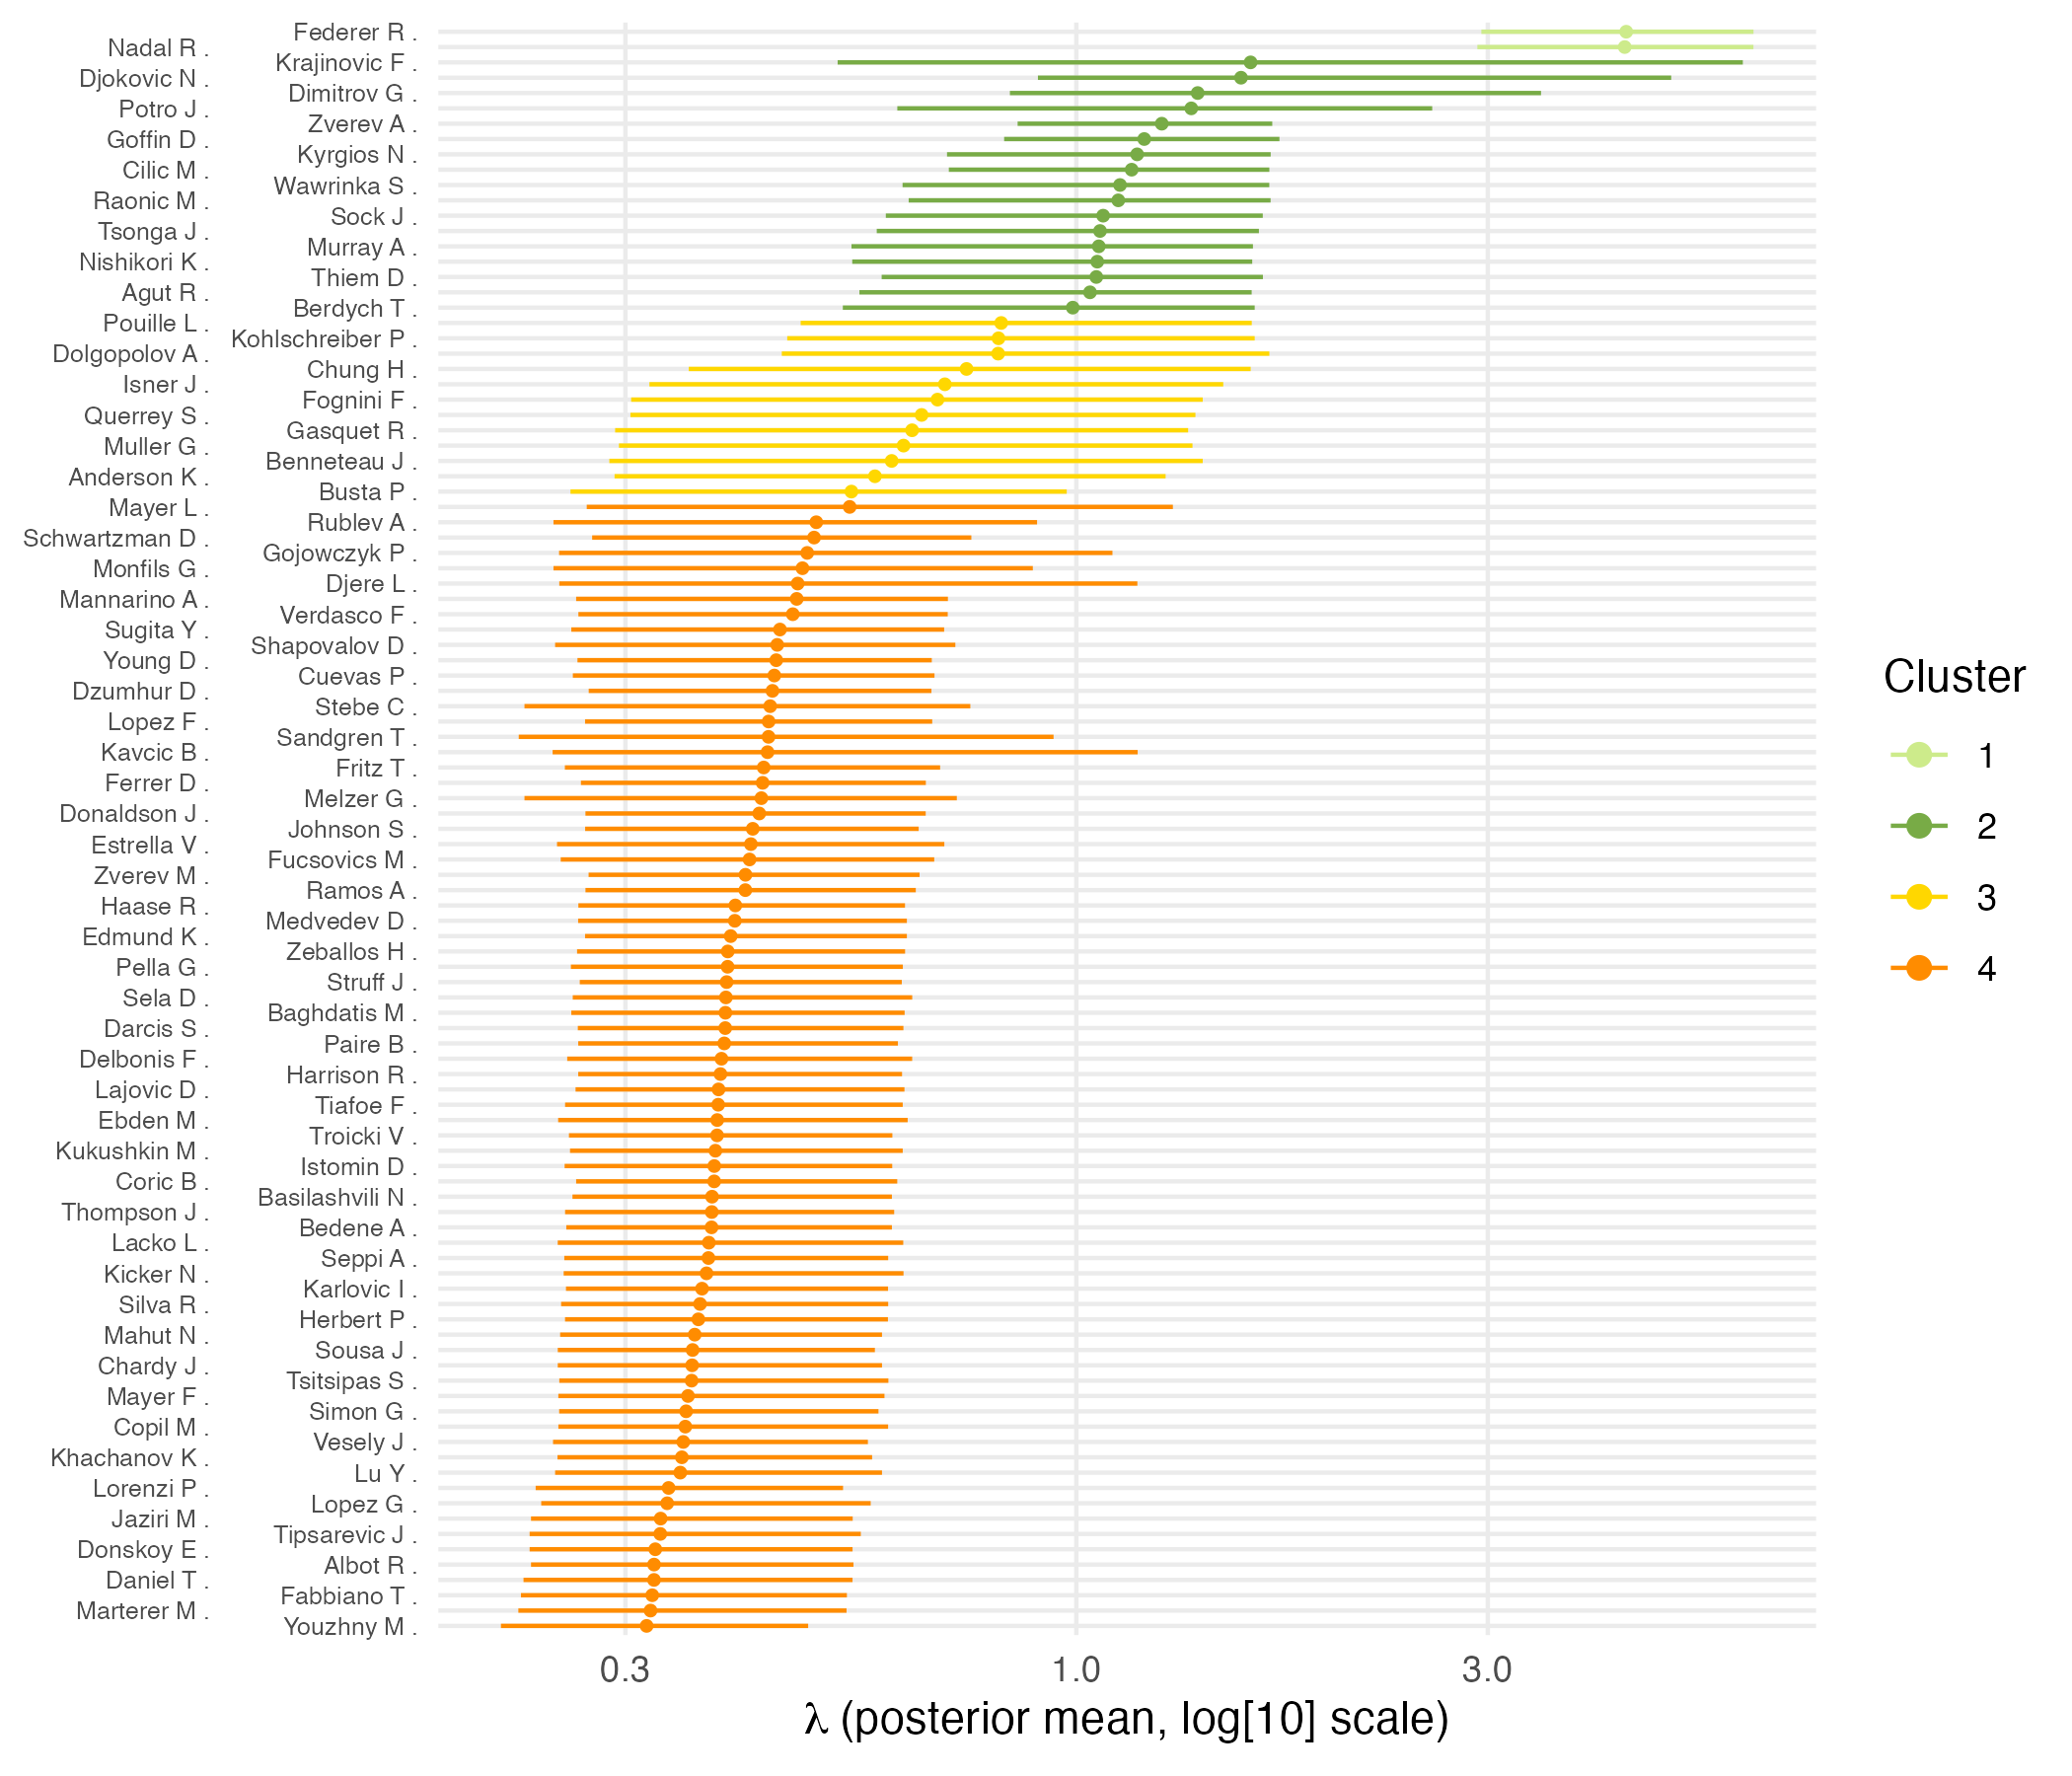 Federer R .
Nadal R .
Krajinovic F .
Djokovic N .
Dimitrov G .
Potro J .
Zverev A .
Goffin D .
Kyrgios N .
Cilic M .
Wawrinka S .
Raonic M .
Sock J .
Tsonga J .
Murray A .
Nishikori K .
Thiem D .
Agut R .
Berdych T .
Pouille L .
Kohlschreiber P .
Dolgopolov A .
Chung H .
Isner J .
Fognini F .
Querrey S .
Gasquet R .
Muller G .
Benneteau J .
Anderson K .
Busta P .
Mayer L .
Rublev A .
Schwartzman D .
Gojowczyk P .
Monfils G .
Djere L .
Mannarino A .
Verdasco F .
Sugita Y .
Shapovalov D .
Young D .
Cuevas P .
Dzumhur D .
Stebe C .
Lopez F .
Sandgren T .
Kavcic B .
Fritz T .
Ferrer D .
Melzer G .
Donaldson J .
Johnson S .
Estrella V .
Fucsovics M .
Zverev M .
Ramos A .
Haase R .
Medvedev D .
Edmund K .
Zeballos H .
Pella G .
Struff J .
Sela D .
Baghdatis M .
Darcis S .
Paire B .
Delbonis F .
Harrison R .
Lajovic D .
Tiafoe F .
Ebden M .
Troicki V .
Kukushkin M .
Istomin D .
Coric B .
Basilashvili N .
Thompson J .
Bedene A .
Lacko L .
Seppi A .
Kicker N .
Karlovic I .
Silva R .
Herbert P .
Mahut N .
Sousa J .
Chardy J .
Tsitsipas S .
Mayer F .
Simon G .
Copil M .
Vesely J .
Khachanov K .
Lu Y .
Lorenzi P .
Lopez G .
Jaziri M .
Tipsarevic J .
Donskoy E .
Albot R .
Daniel T .
Fabbiano T .
Marterer M .
Youzhny M .
0.3 1.0 3.0
λ (posterior mean, log[10] scale)
Cluster
1
2
3
4